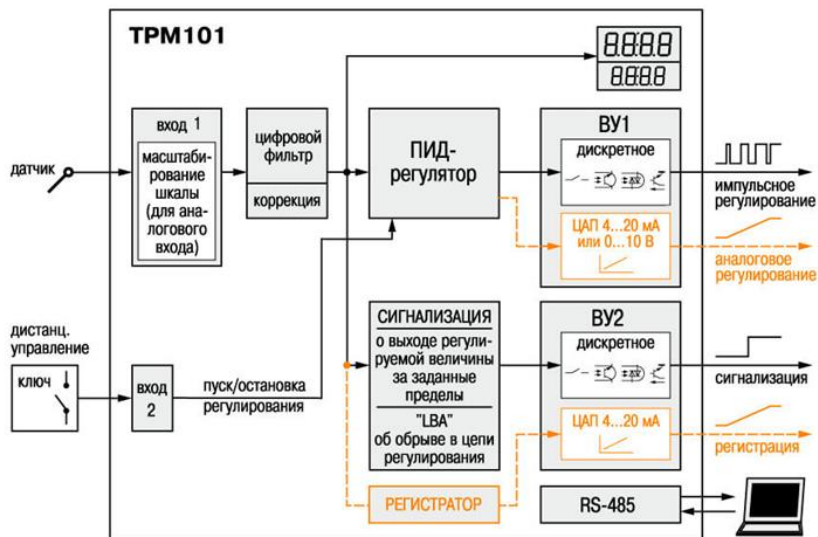 ТРМ101
8.8.8.8
8.8.8.8
вход 1
масштаби-
рование
шкалы
(для ана-
логового
входа)
датчик
цифровой
фильтр
коррекция
ПИД-
регулятор
ВУ1
дискретное
ЦАП 4...20 мА
или 0...10 В
импульсное
регулирование
аналоговое
регулирование
дистанц.
управление
ключ
вход
2
пуск/остановка
регулирования
СИГНАЛИЗАЦИЯ
о выходе регули-
руемой величины
за заданные
пределы
"LBA"
об обрыве в цепи
регулирования
ВУ2
дискретное
ЦАП 4...20 мА
сигнализация
регистрация
РЕГИСТРАТОР
RS-485